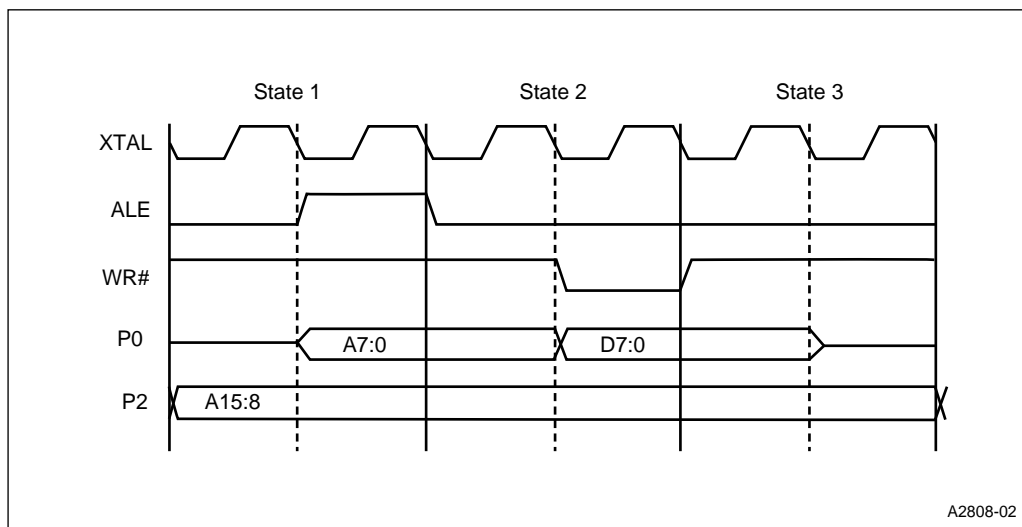 State 1 State 2 State 3
XTAL
ALE
WR#
P0 A7:0 D7:0
P2 A15:8
A2808-02